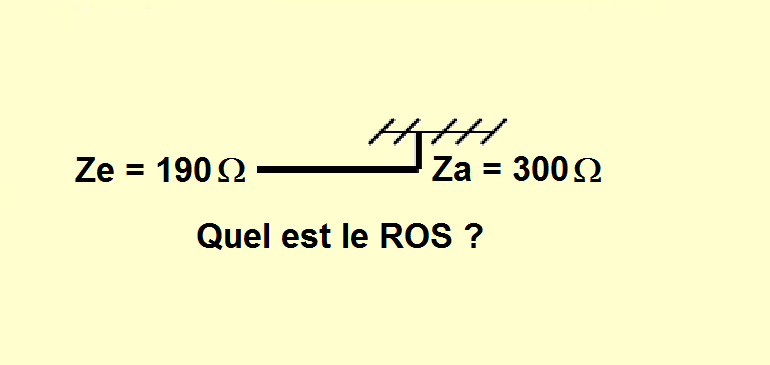 Ze = 190 Ω Za = 300 Ω
Quel est le ROS ?